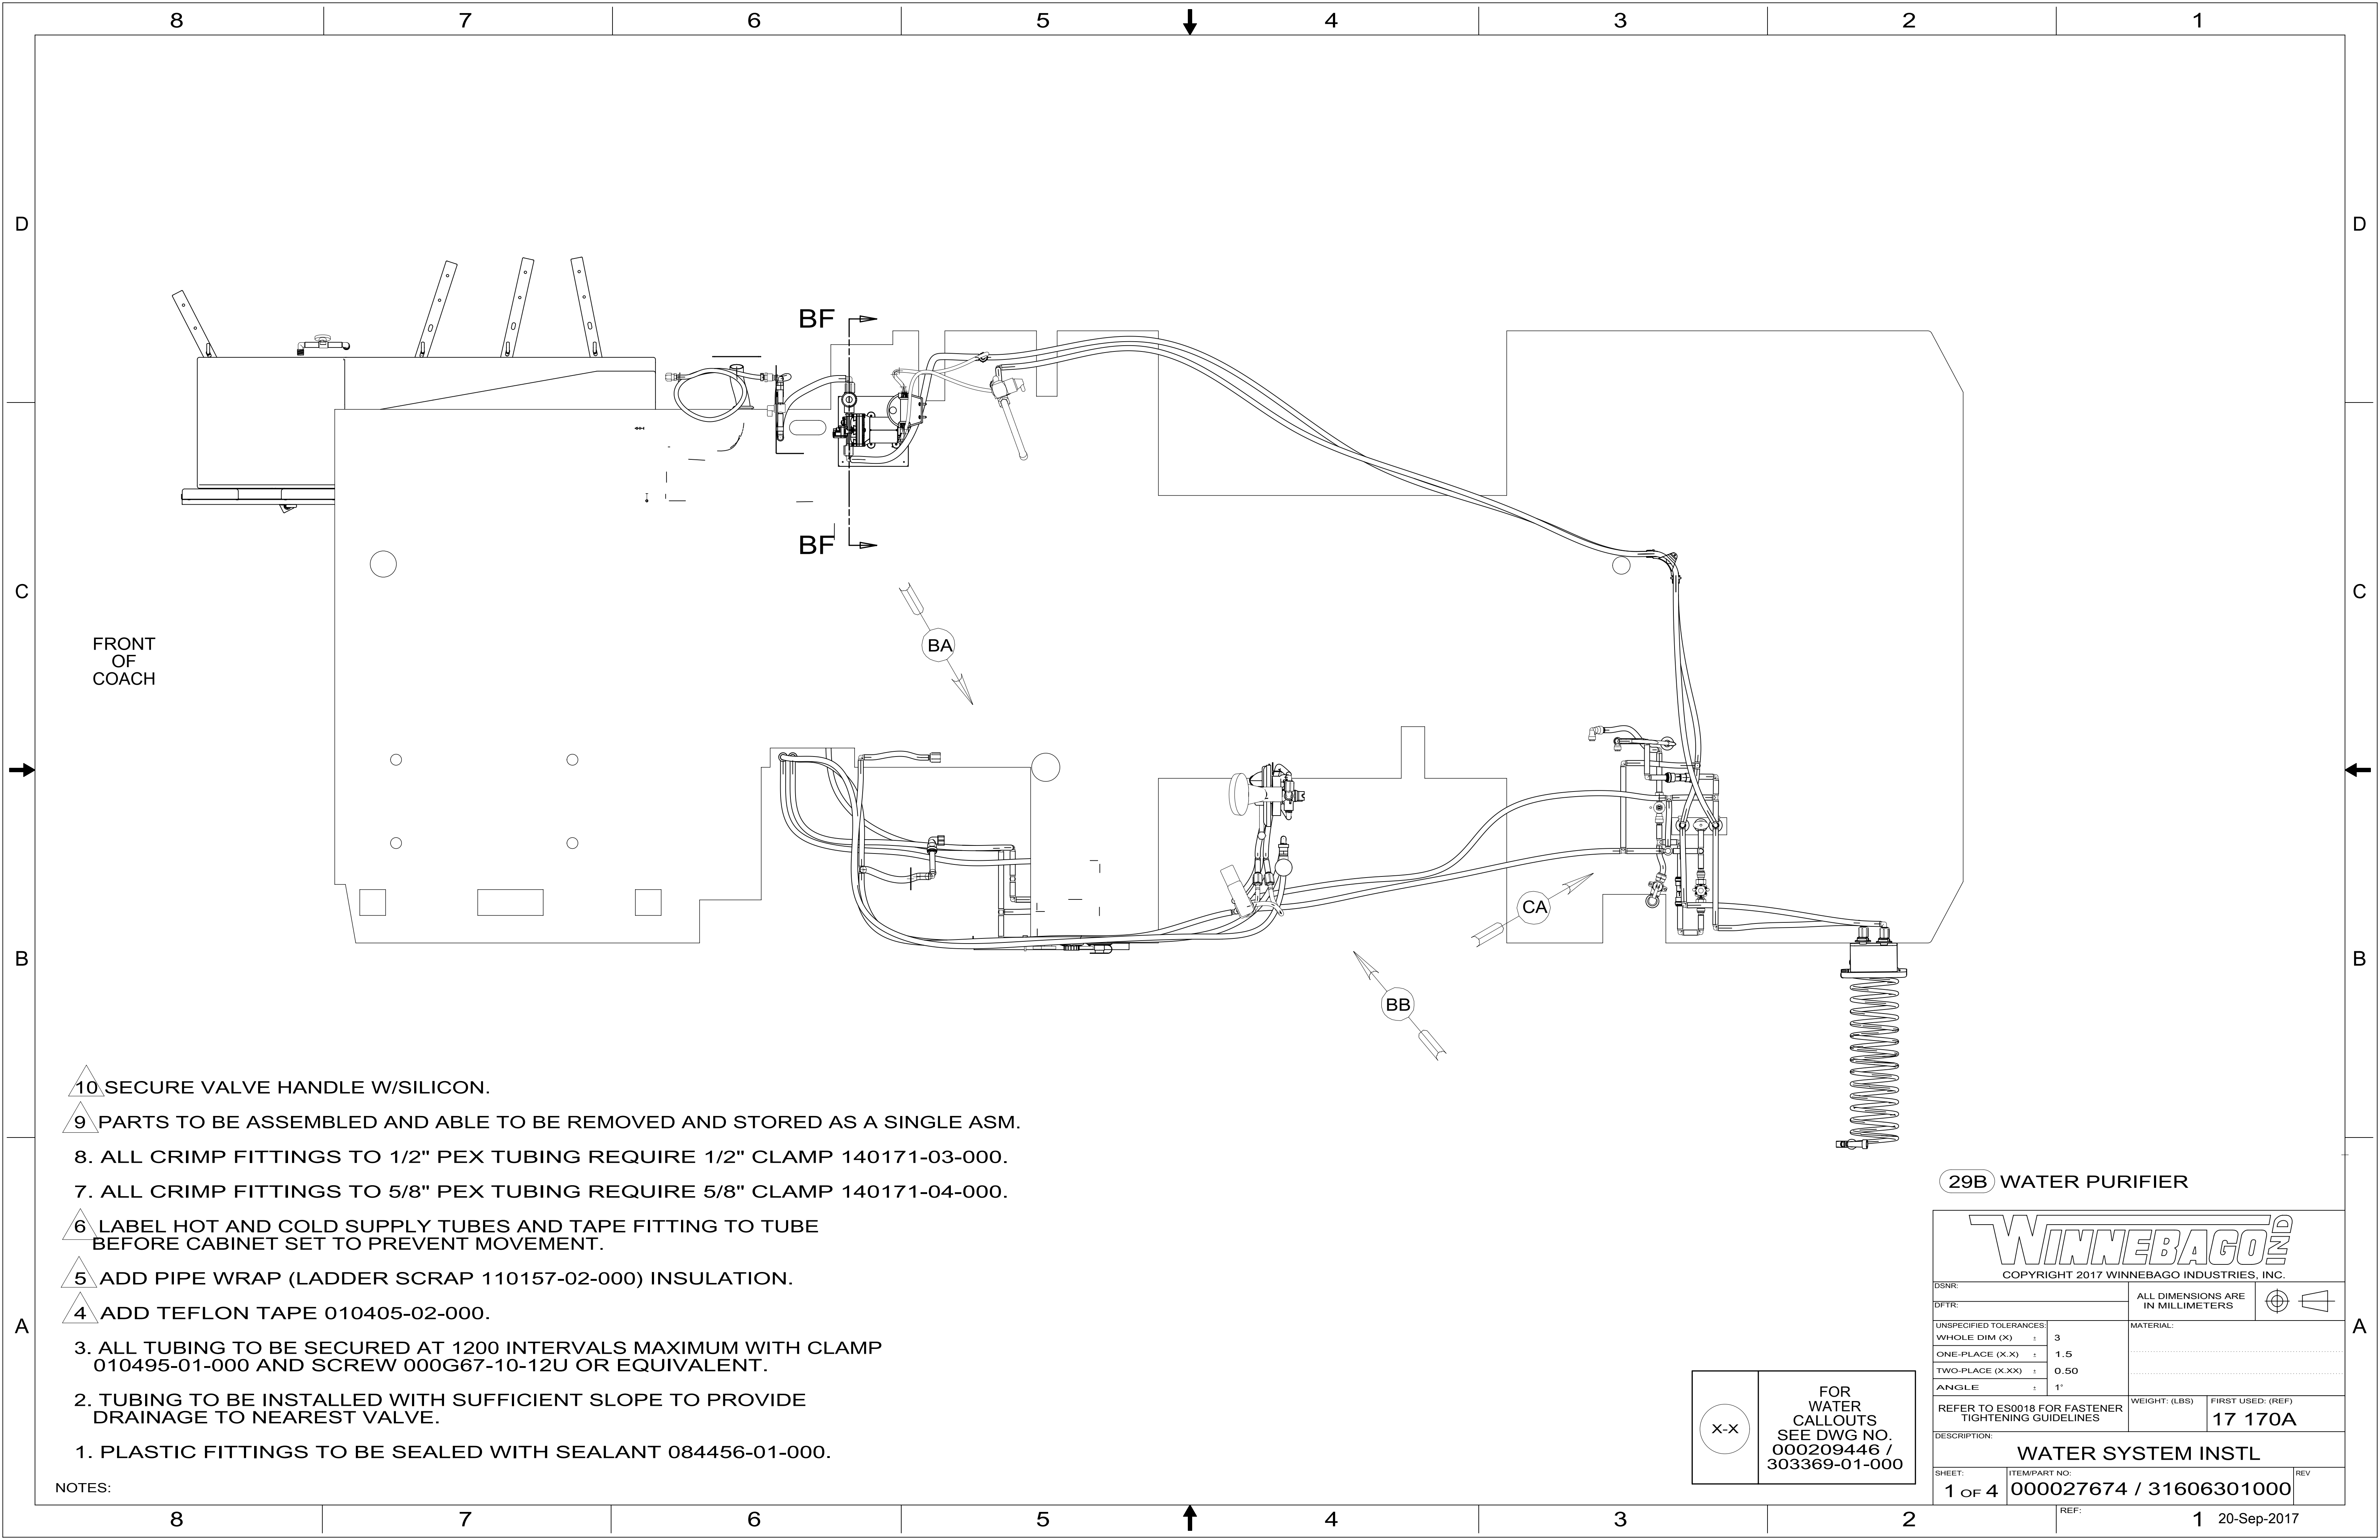 8 7 6 5 4 3 2 1
D
D
BF
BF
C
C
FRONT
OF
COACH
BA
CA
BB
B
B
10 SECURE VALVE HANDLE W/SILICON.
9 PARTS TO BE ASSEMBLED AND ABLE TO BE REMOVED AND STORED AS A SINGLE ASM.
8. ALL CRIMP FITTINGS TO 1/2" PEX TUBING REQUIRE 1/2" CLAMP 140171-03-000.
7. ALL CRIMP FITTINGS TO 5/8" PEX TUBING REQUIRE 5/8" CLAMP 140171-04-000.
6 LABEL HOT AND COLD SUPPLY TUBES AND TAPE FITTING TO TUBE
BEFORE CABINET SET TO PREVENT MOVEMENT.
5 ADD PIPE WRAP (LADDER SCRAP 110157-02-000) INSULATION.
4 ADD TEFLON TAPE 010405-02-000.
3. ALL TUBING TO BE SECURED AT 1200 INTERVALS MAXIMUM WITH CLAMP
010495-01-000 AND SCREW 000G67-10-12U OR EQUIVALENT.
2. TUBING TO BE INSTALLED WITH SUFFICIENT SLOPE TO PROVIDE
DRAINAGE TO NEAREST VALVE.
1. PLASTIC FITTINGS TO BE SEALED WITH SEALANT 084456-01-000.
NOTES:
A
A
X-X
FOR
WATER
CALLOUTS
SEE DWG NO.
000209446 /
303369-01-000
29B WATER PURIFIER
WINNEBAGO IND
COPYRIGHT 2017 WINNEBAGO INDUSTRIES, INC.
DSNR:
DFTR:
ALL DIMENSIONS ARE
IN MILLIMETERS
UNSPECIFIED TOLERANCES:
WHOLE DIM (X) ± 3
ONE-PLACE (X.X) ± 1.5
TWO-PLACE (X.XX) ± 0.50
ANGLE ± 1°
MATERIAL:
REFER TO ES0018 FOR FASTENER
TIGHTENING GUIDELINES
WEIGHT: (LBS)
FIRST USED: (REF)
17 170A
DESCRIPTION:
WATER SYSTEM INSTL
SHEET:
1 OF 4
ITEM/PART NO:
000027674 / 31606301000
REV
REF:
8 7 6 5 4 3 2 1
20-Sep-2017